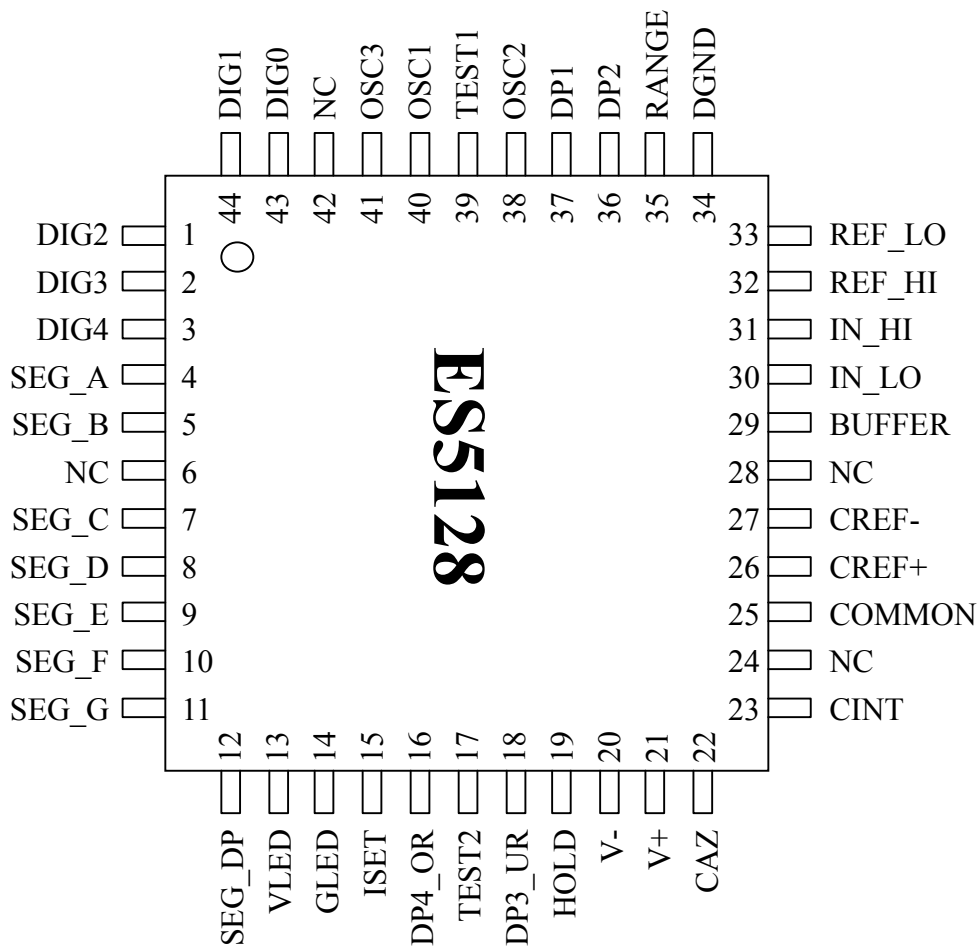 DIG1
DIG0
NC
OSC3
OSC1
TEST1
OSC2
DP1
DP2
RANGE
DGND
44
43
42
41
40
39
38
37
36
35
34
DIG2 1
DIG3 2
DIG4 3
SEG_A 4
SEG_B 5
NC 6
SEG_C 7
SEG_D 8
SEG_E 9
SEG_F 10
SEG_G 11
ES5128
33 REF_LO
32 REF_HI
31 IN_HI
30 IN_LO
29 BUFFER
28 NC
27 CREF-
26 CREF+
25 COMMON
24 NC
23 CINT
12
13
14
15
16
17
18
19
20
21
22
SEG_DP
VLED
GLED
ISET
DP4_OR
TEST2
DP3_UR
HOLD
V-
V+
CAZ